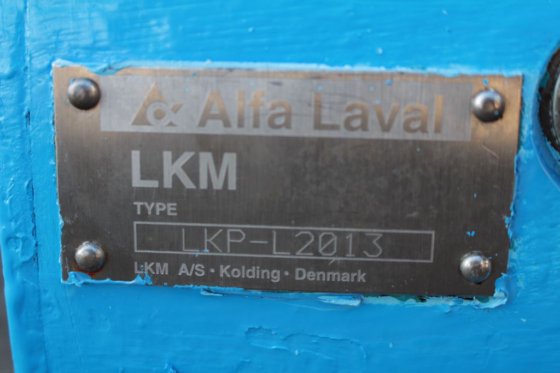 Alfa Laval
LKM
TYPE
LKP-L2013
LKM A/S • Kolding • Denmark